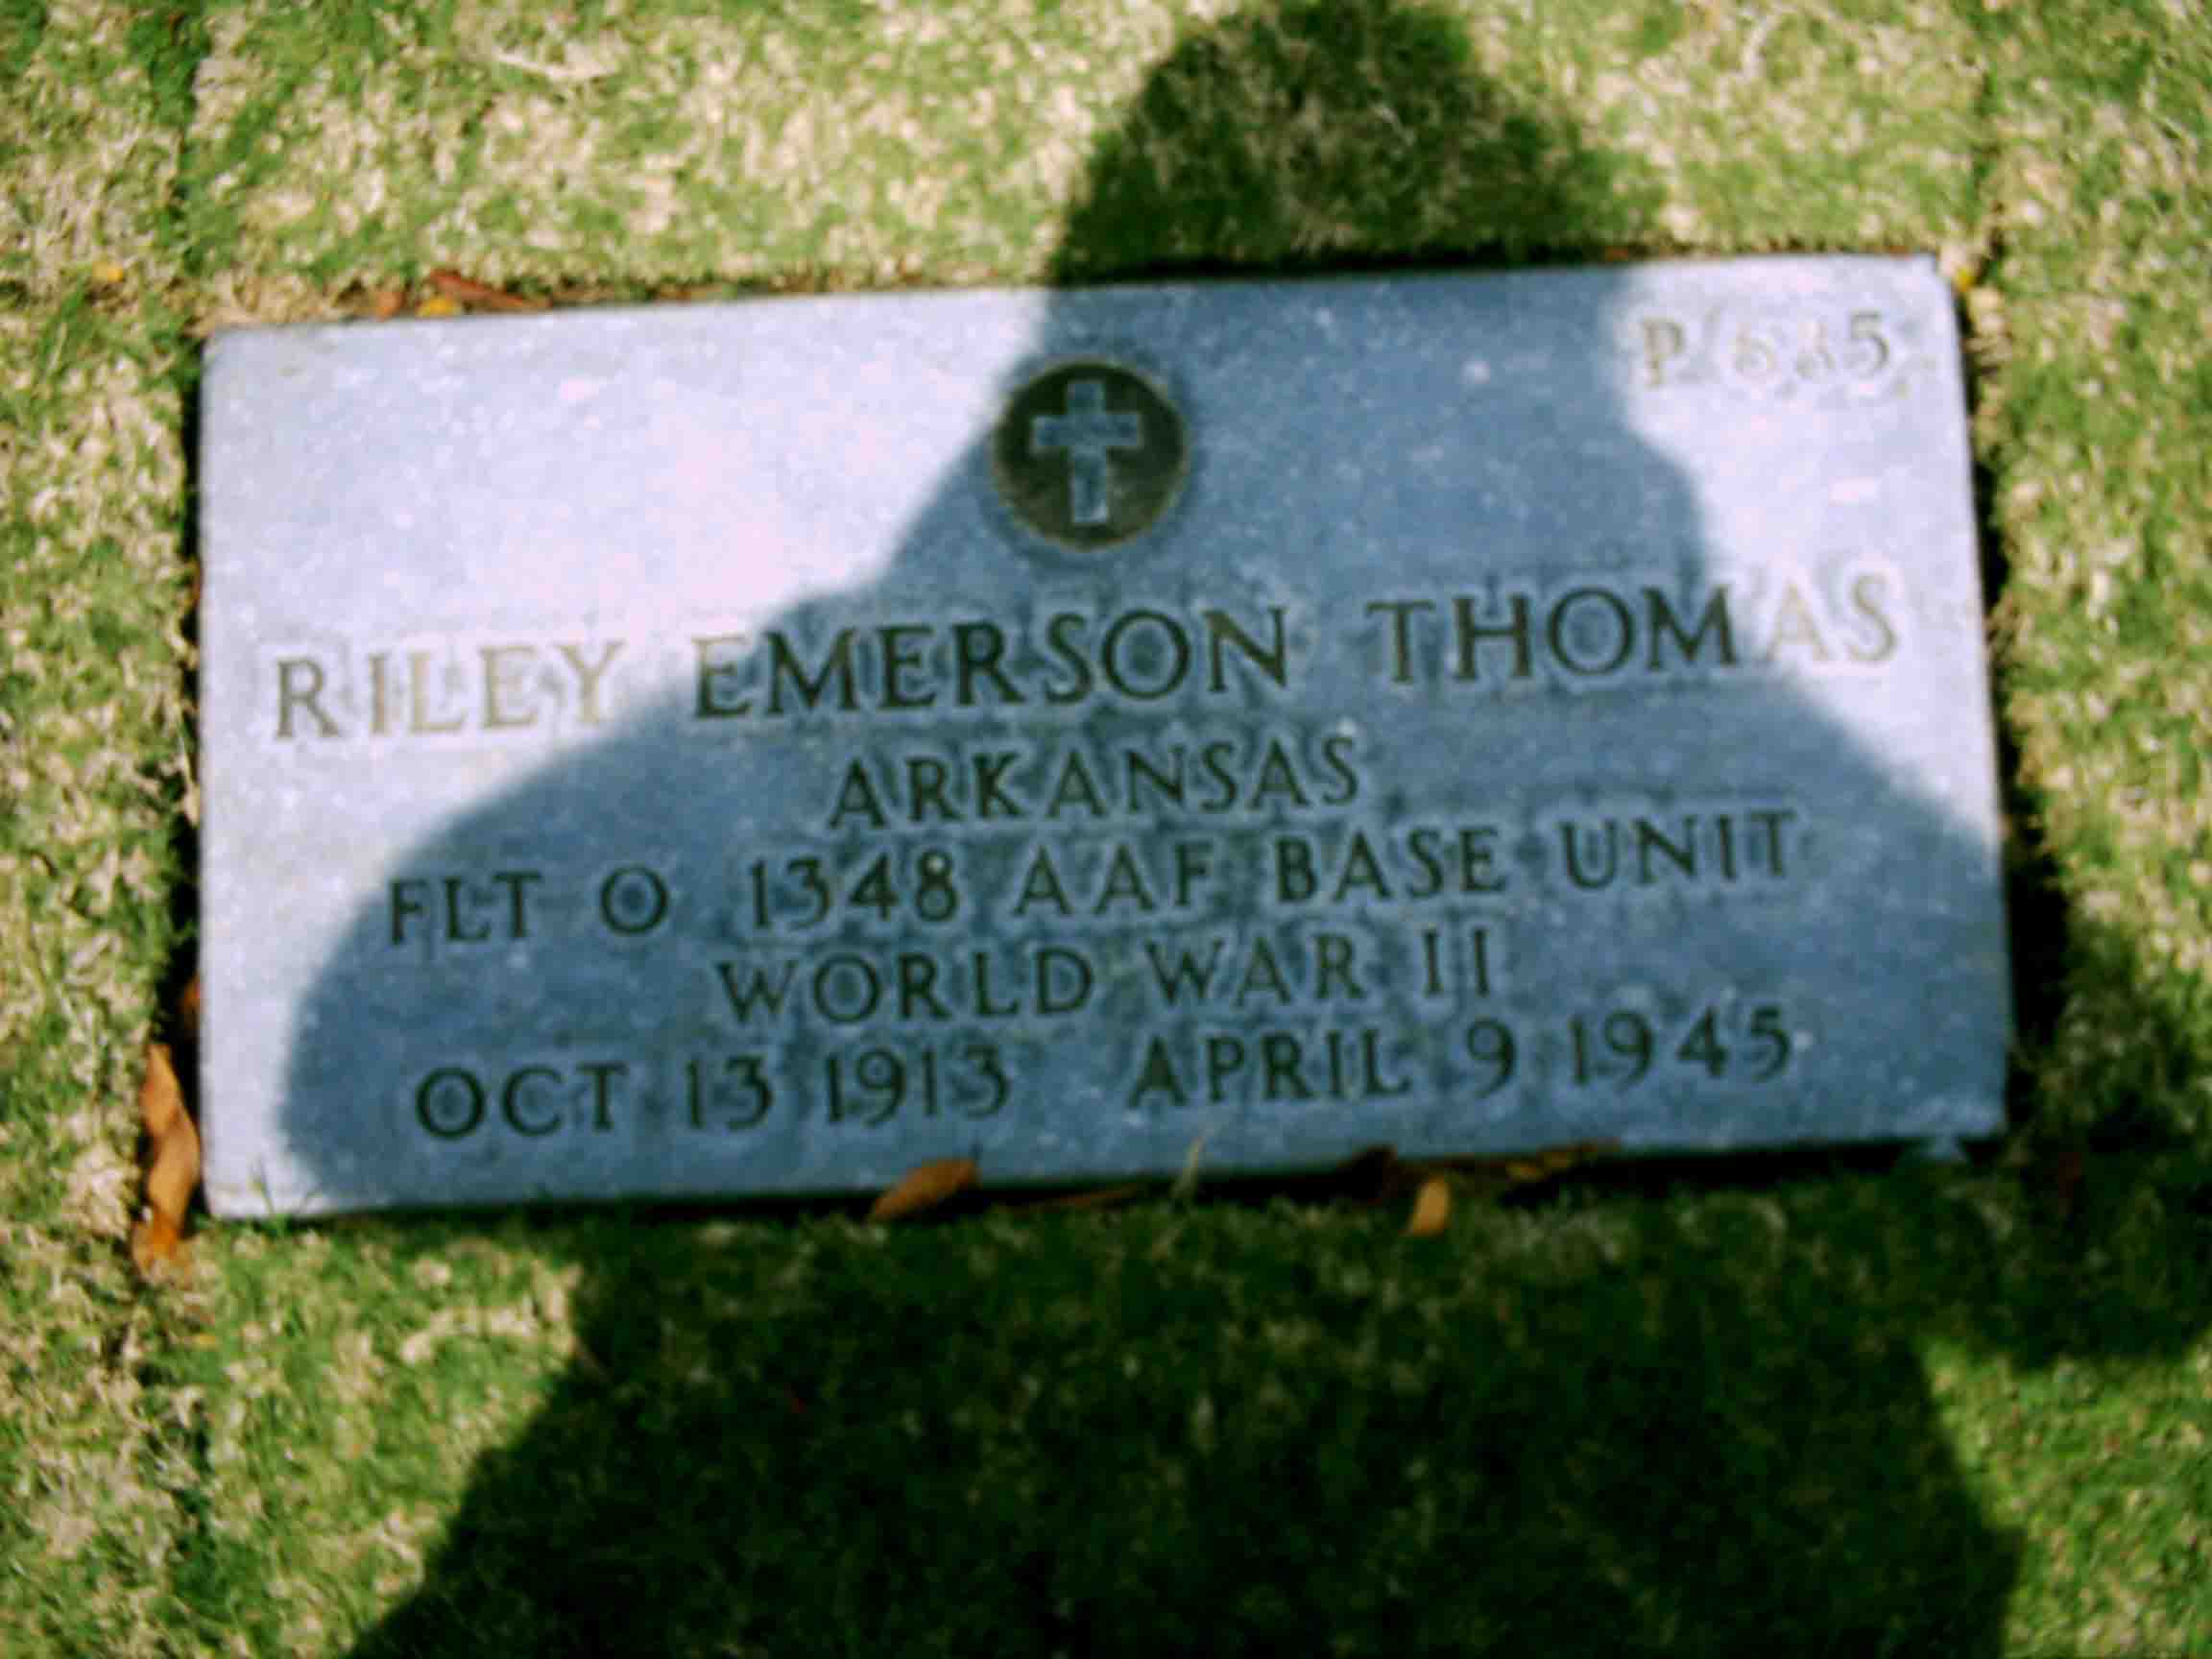 RILEY EMERSON THOMAS
ARKANSAS
FLT O 1348 AAF BASE UNIT
WORLD WAR II
OCT 13 1913 APRIL 9 1945